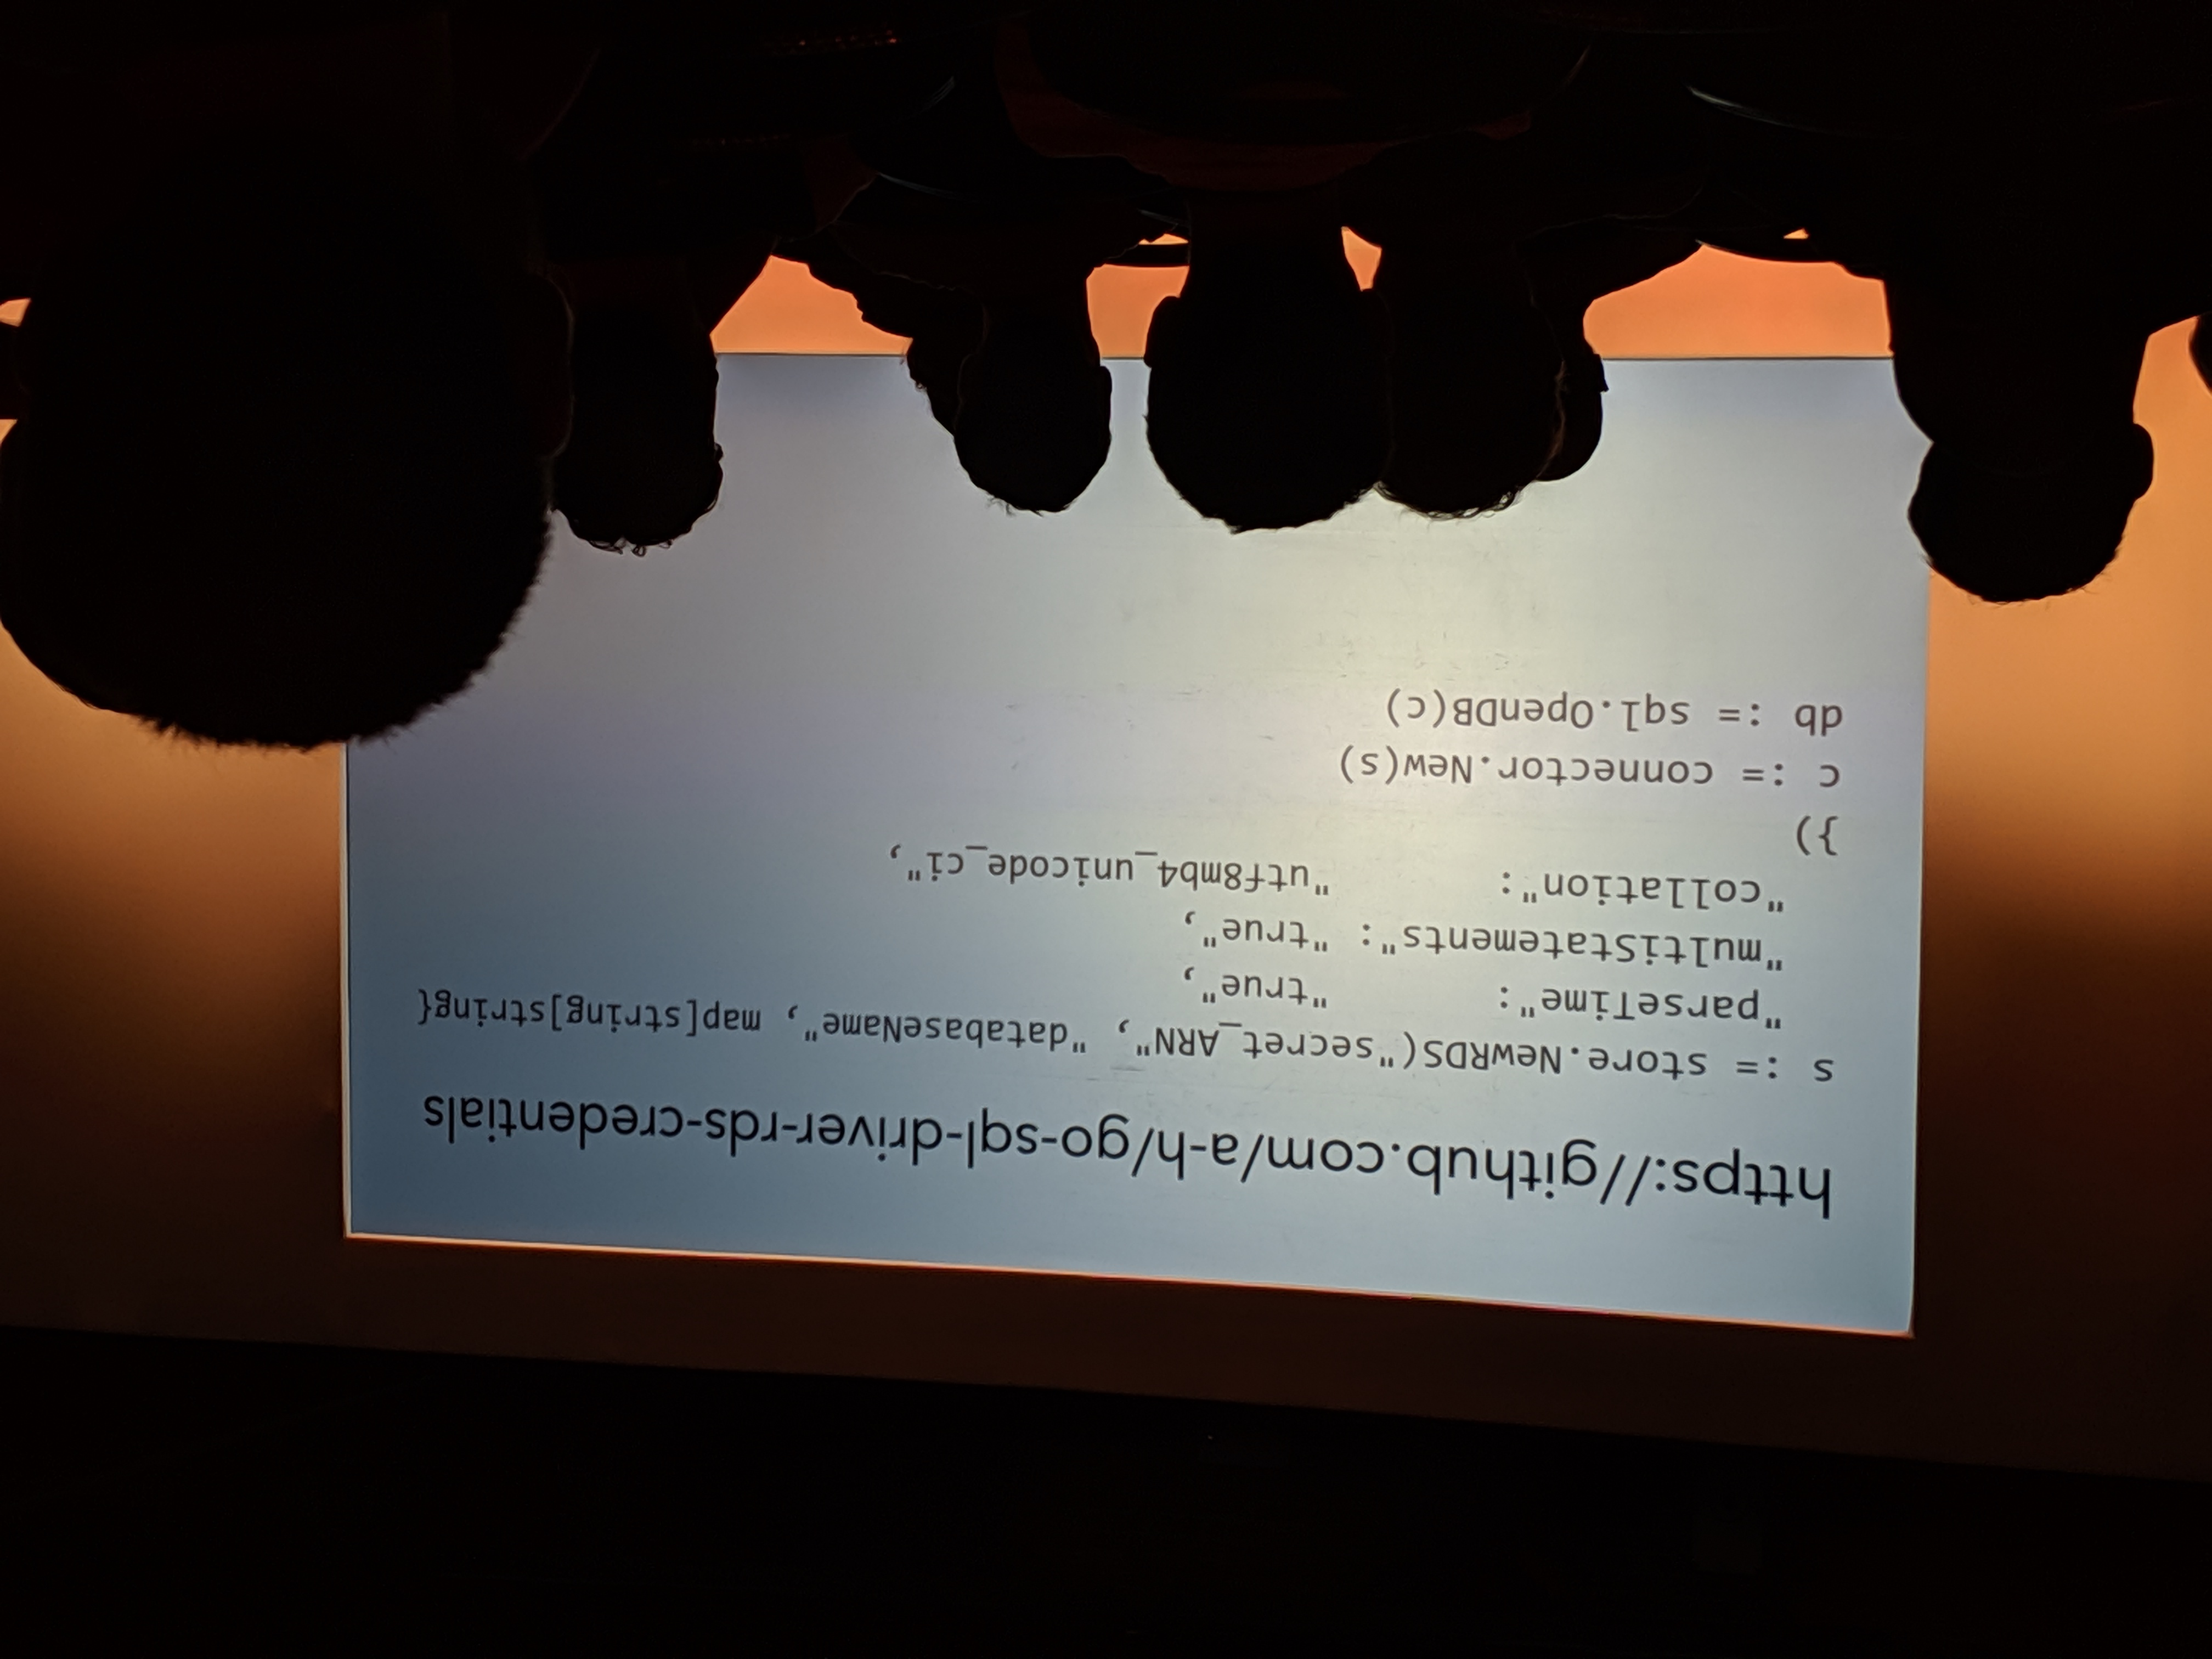 https://github.com/a-h/go-sql-driver-rds-credentials
s := store.NewRDS("secret_ARN", "databaseName", map[string]string{
"parseTime": "true",
"multiStatements": "true",
"collation": "utf8mb4_unicode_ci",
})
c := connector.New(s)
db := sql.OpenDB(c)